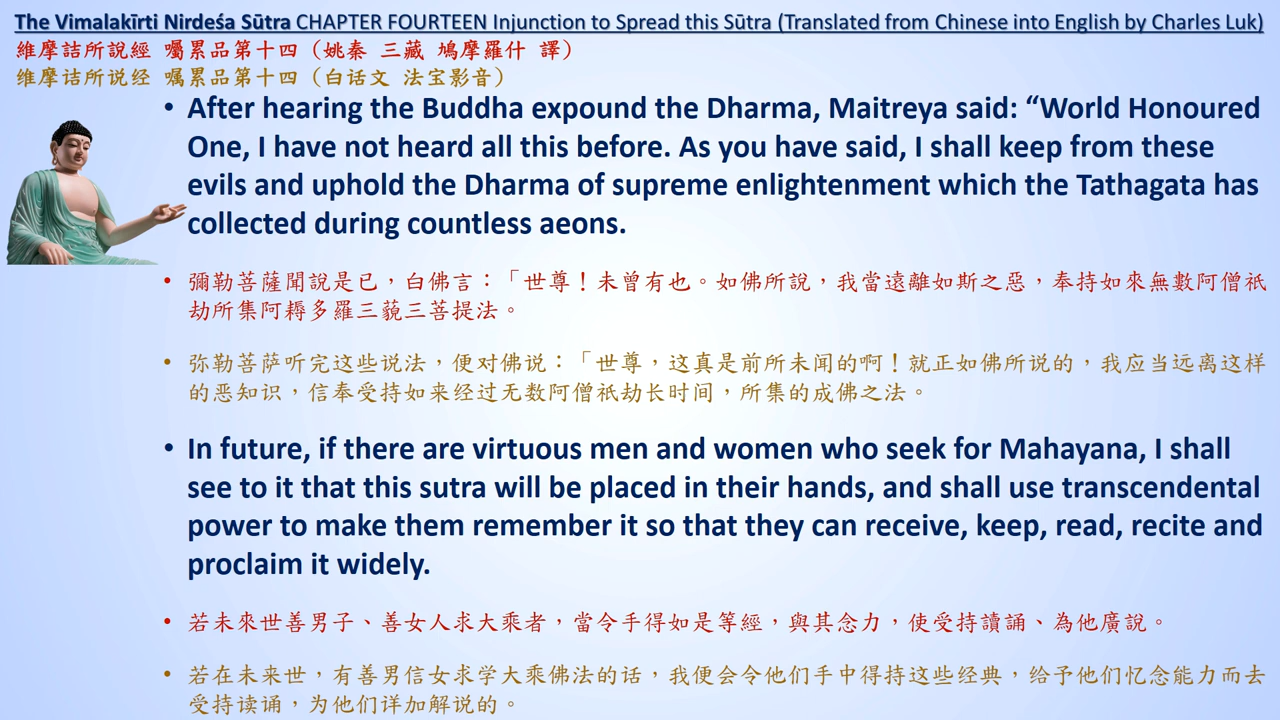 The Vimalakīrti Nirdeśa Sūtra CHAPTER FOURTEEN Injunction to Spread this Sūtra (Translated from Chinese into English by Charles Luk)
維摩詰所說經 囑累品第十四（姚秦 三藏 鳩摩羅什 譯）
维摩诘所说经 嘱累品第十四（白话文 法宝影音）
• After hearing the Buddha expound the Dharma, Maitreya said: “World Honoured
One, I have not heard all this before. As you have said, I shall keep from these
evils and uphold the Dharma of supreme enlightenment which the Tathagata has
collected during countless aeons.
• 彌勒菩薩聞說是已，白佛言：「世尊！未曾有也。如佛所說，我當遠離如斯之惡，奉持如來無數阿僧祇
劫所集阿耨多羅三藐三菩提法。
• 弥勒菩萨听完这些说法，便对佛说：「世尊，这真是前所未闻的啊！就正如佛所说的，我应当远离这样
的恶知识，信奉受持如来经过无数阿僧祇劫长时间，所集的成佛之法。
• In future, if there are virtuous men and women who seek for Mahayana, I shall
see to it that this sutra will be placed in their hands, and shall use transcendental
power to make them remember it so that they can receive, keep, read, recite and
proclaim it widely.
• 若未來世善男子、善女人求大乘者，當令手得如是等經，與其念力，使受持讀誦、為他廣說。
• 若在未来世，有善男信女求学大乘佛法的话，我便会令他们手中得持这些经典，给予他们忆念能力而去
受持读诵，为他们详加解说的。